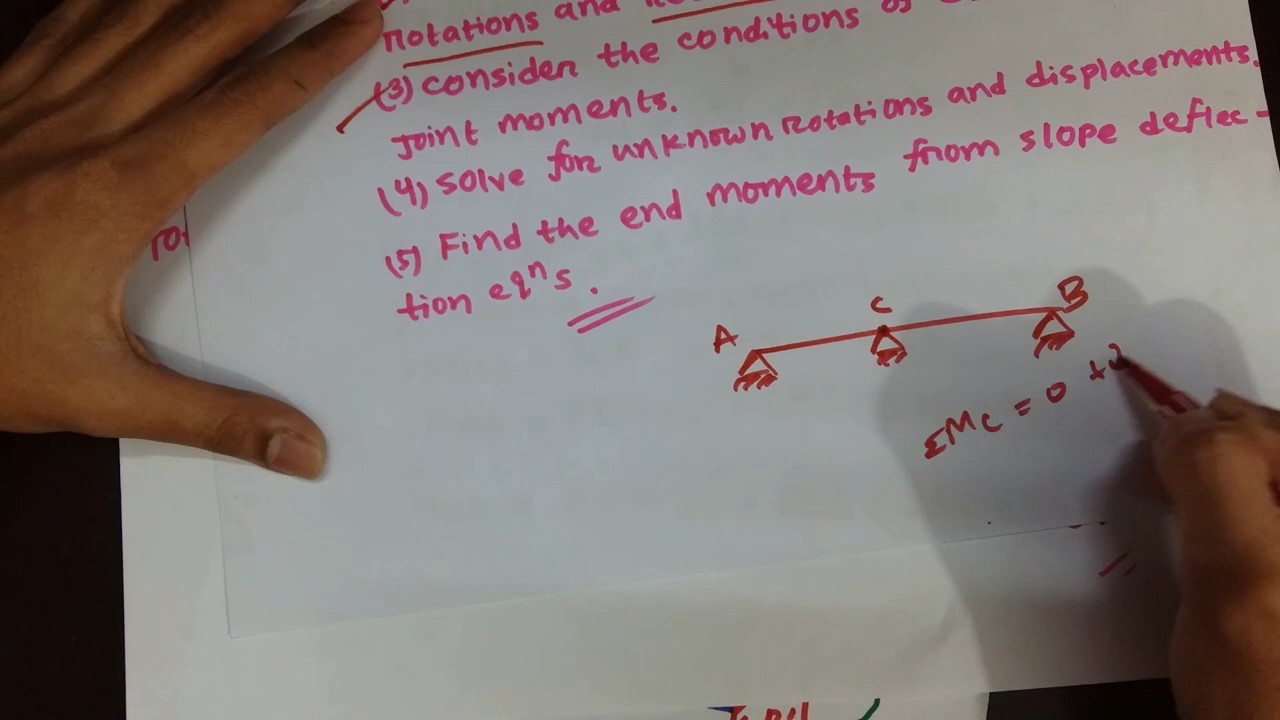 rotations and
(3) consider the conditions of
Joint moments.
(4) solve for unknown rotations and displacements.
(5) Find the end moments from slope deflec-
tion eqⁿs.
A C B
ΣMc = 0